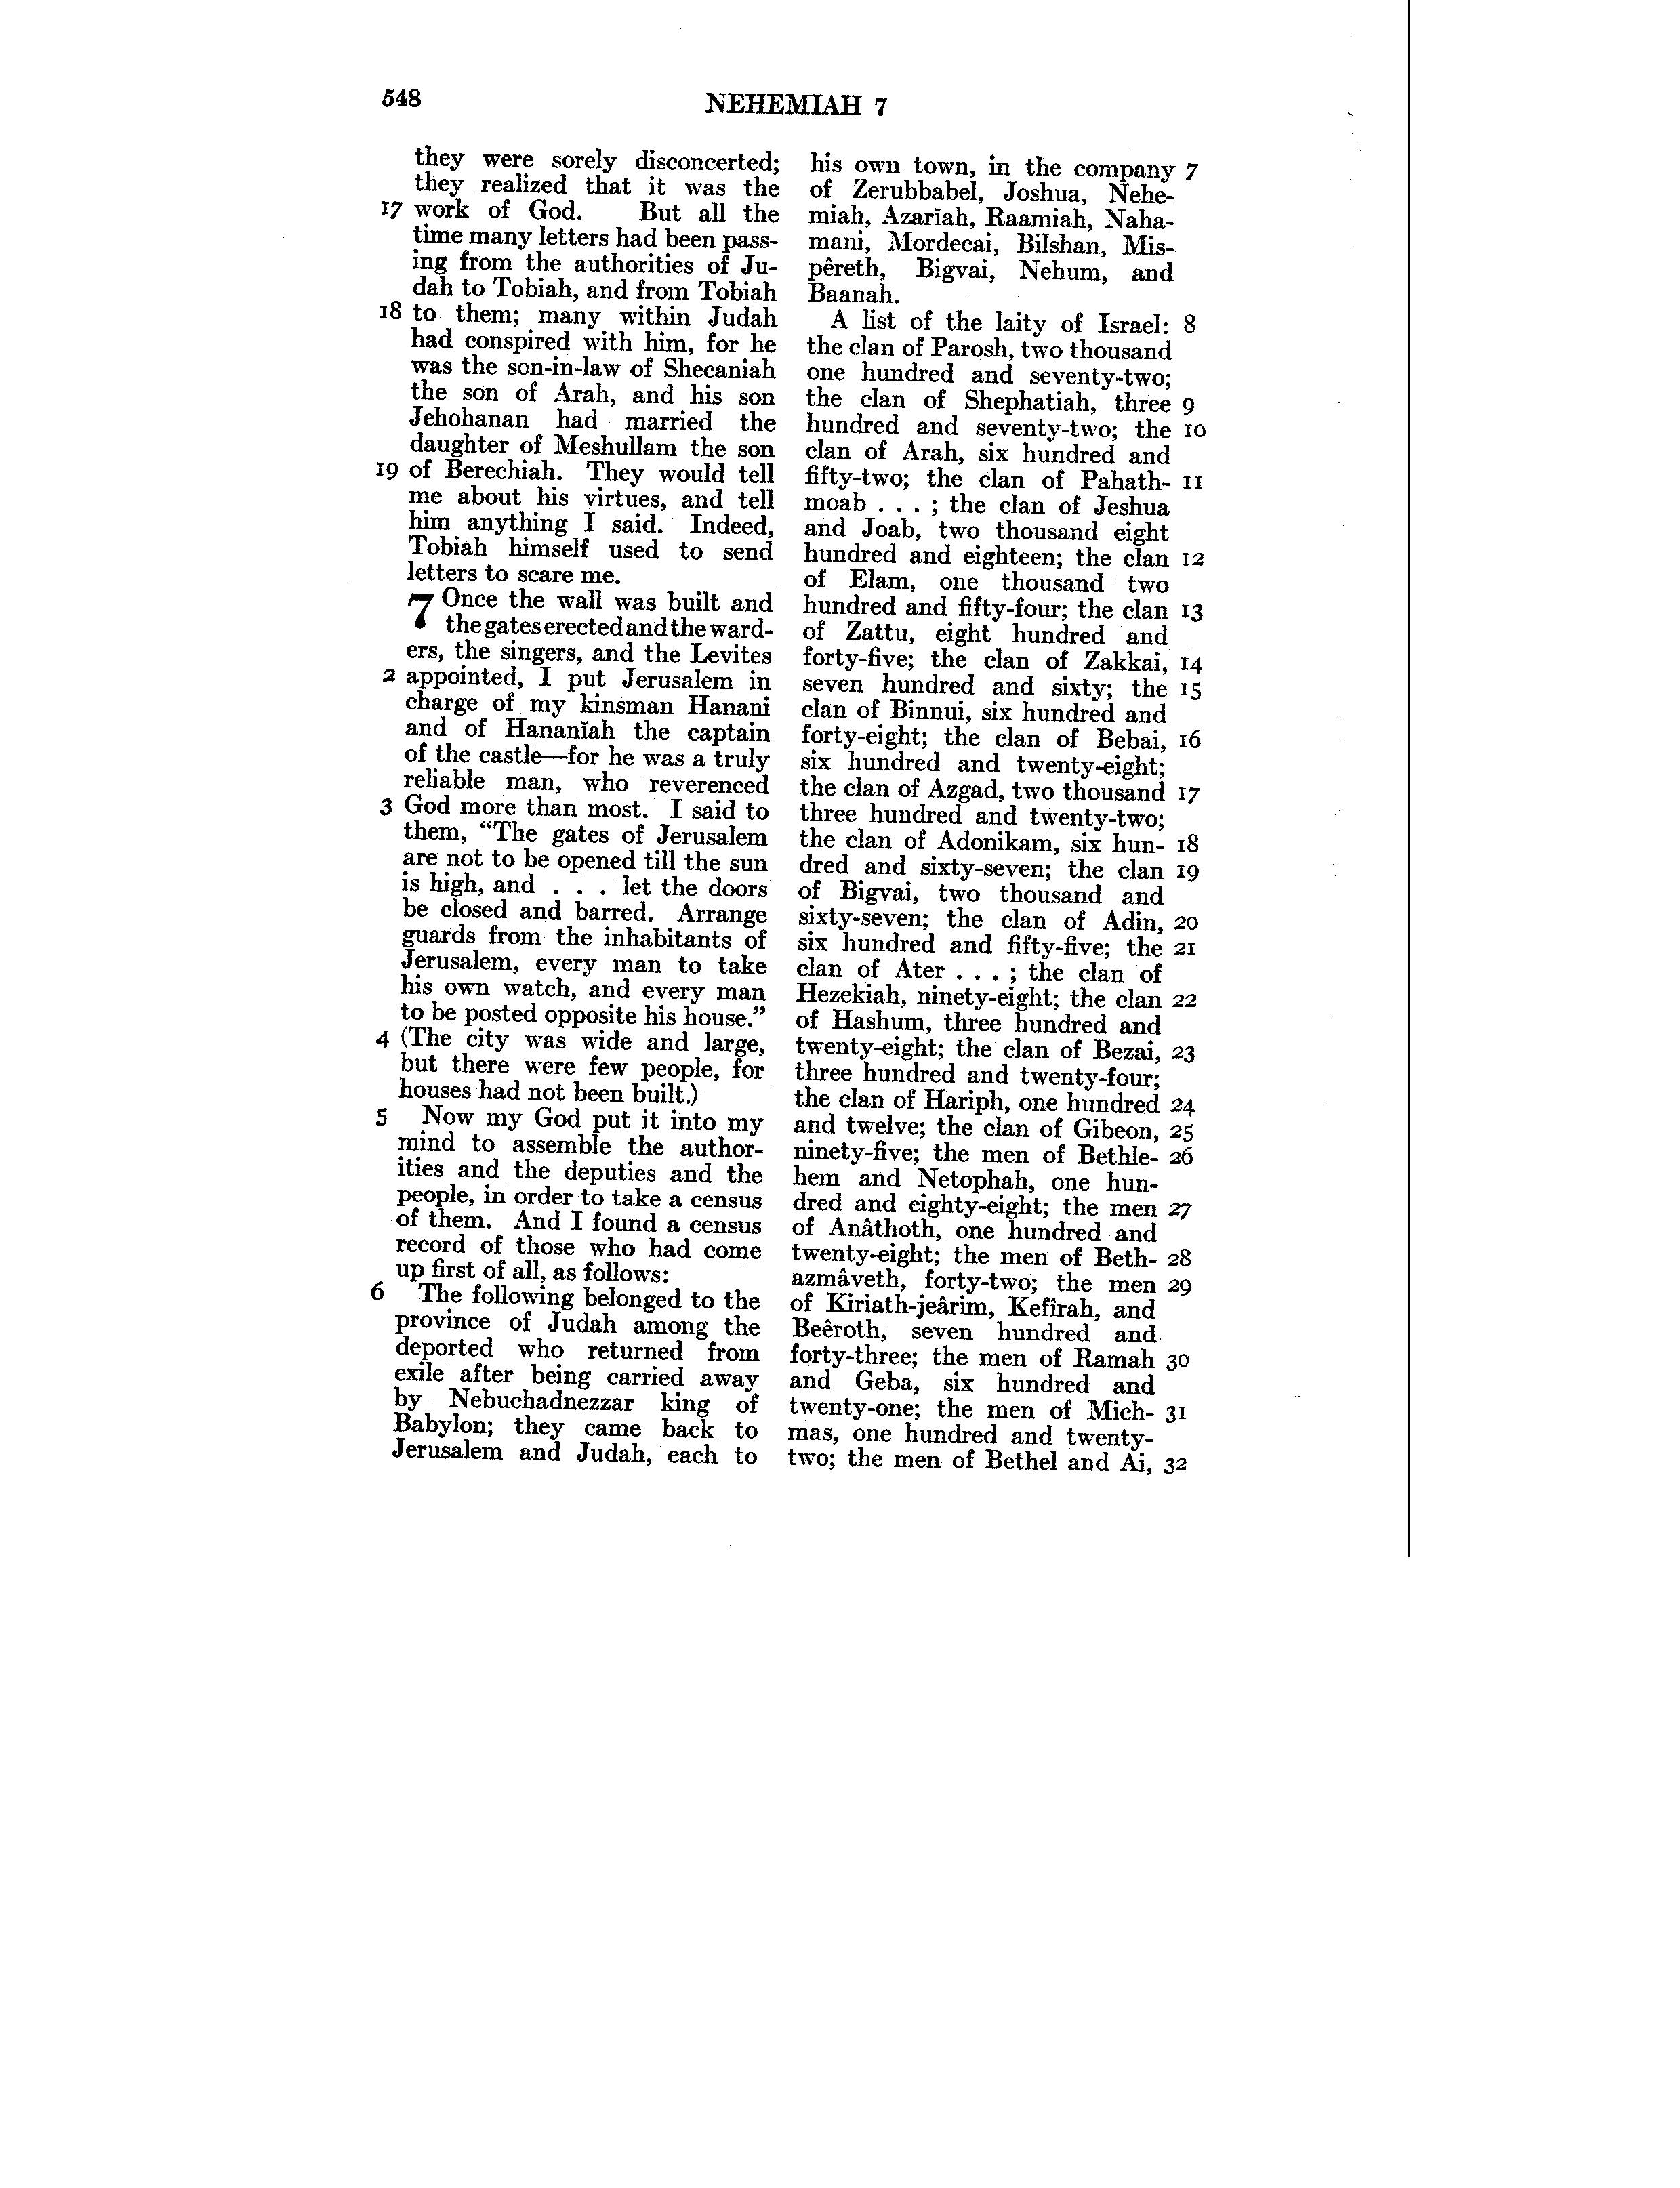 548
NEHEMIAH 7
they were sorely disconcerted;
they realized that it was the
17 work of God. But all the
time many letters had been pass-
ing from the authorities of Ju-
dah to Tobiah, and from Tobiah
18 to them; many within Judah
had conspired with him, for he
was the son-in-law of Shecaniah
the son of Arah, and his son
Jehohanan had married the
daughter of Meshullam the son
19 of Berechiah. They would tell
me about his virtues, and tell
him anything I said. Indeed,
Tobiah himself used to send
letters to scare me.
7 Once the wall was built and
the gates erected and the ward-
ers, the singers, and the Levites
2 appointed, I put Jerusalem in
charge of my kinsman Hanani
and of Hananĭah the captain
of the castle—for he was a truly
reliable man, who reverenced
3 God more than most. I said to
them, “The gates of Jerusalem
are not to be opened till the sun
is high, and . . . let the doors
be closed and barred. Arrange
guards from the inhabitants of
Jerusalem, every man to take
his own watch, and every man
to be posted opposite his house.”
4 (The city was wide and large,
but there were few people, for
houses had not been built.)
5 Now my God put it into my
mind to assemble the author-
ities and the deputies and the
people, in order to take a census
of them. And I found a census
record of those who had come
up first of all, as follows:
6 The following belonged to the
province of Judah among the
deported who returned from
exile after being carried away
by Nebuchadnezzar king of
Babylon; they came back to
Jerusalem and Judah, each to
his own town, in the company 7
of Zerubbabel, Joshua, Nehe-
miah, Azarĭah, Raamiah, Naha-
mani, Mordecai, Bilshan, Mis-
pêreth, Bigvai, Nehum, and
Baanah.
A list of the laity of Israel: 8
the clan of Parosh, two thousand
one hundred and seventy-two;
the clan of Shephatiah, three 9
hundred and seventy-two; the 10
clan of Arah, six hundred and
fifty-two; the clan of Pahath- 11
moab . . . ; the clan of Jeshua
and Joab, two thousand eight
hundred and eighteen; the clan 12
of Elam, one thousand two
hundred and fifty-four; the clan 13
of Zattu, eight hundred and
forty-five; the clan of Zakkai, 14
seven hundred and sixty; the 15
clan of Binnui, six hundred and
forty-eight; the clan of Bebai, 16
six hundred and twenty-eight;
the clan of Azgad, two thousand 17
three hundred and twenty-two;
the clan of Adonikam, six hun- 18
dred and sixty-seven; the clan 19
of Bigvai, two thousand and
sixty-seven; the clan of Adin, 20
six hundred and fifty-five; the 21
clan of Ater . . . ; the clan of
Hezekiah, ninety-eight; the clan 22
of Hashum, three hundred and
twenty-eight; the clan of Bezai, 23
three hundred and twenty-four;
the clan of Hariph, one hundred 24
and twelve; the clan of Gibeon, 25
ninety-five; the men of Bethle- 26
hem and Netophah, one hun-
dred and eighty-eight; the men 27
of Anâthoth, one hundred and
twenty-eight; the men of Beth- 28
azmâveth, forty-two; the men 29
of Kiriath-jeârim, Kefîrah, and
Beêroth, seven hundred and
forty-three; the men of Ramah 30
and Geba, six hundred and
twenty-one; the men of Mich- 31
mas, one hundred and twenty-
two; the men of Bethel and Ai, 32